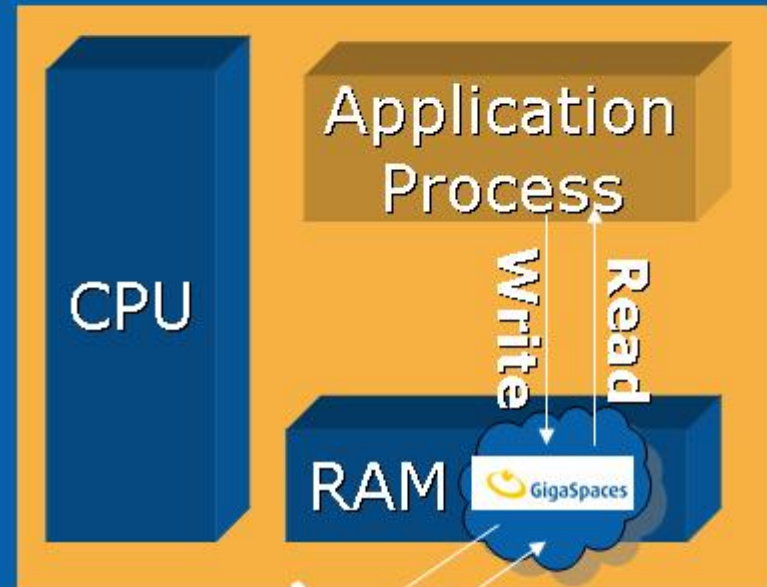 Application
Process
CPU
Write
Read
RAM
GigaSpaces